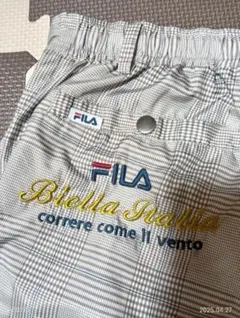 FILA
FILA
Biella Italia
correre come il vento
2025.04.27